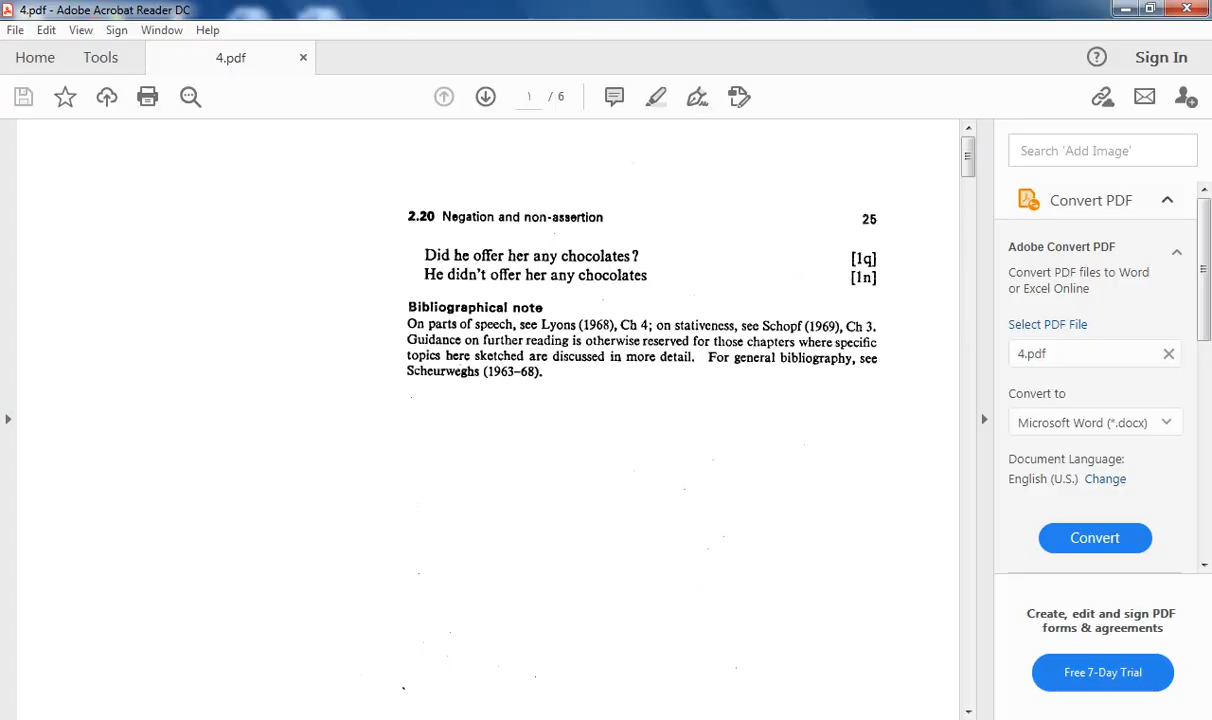 4.pdf - Adobe Acrobat Reader DC
File Edit View Sign Window Help
Home Tools 4.pdf Sign In
١ / 6
Search 'Add Image'
2.20 Negation and non-assertion 25
Did he offer her any chocolates? [1q]
He didn't offer her any chocolates [1n]
Bibliographical note
On parts of speech, see Lyons (1968), Ch 4; on stativeness, see Schopf (1969), Ch 3.
Guidance on further reading is otherwise reserved for those chapters where specific
topics here sketched are discussed in more detail. For general bibliography, see
Scheurweghs (1963–68).
Convert PDF
Adobe Convert PDF
Convert PDF files to Word
or Excel Online
Select PDF File
4.pdf
Convert to
Microsoft Word (*.docx)
Document Language:
English (U.S.) Change
Convert
Create, edit and sign PDF
forms & agreements
Free 7-Day Trial